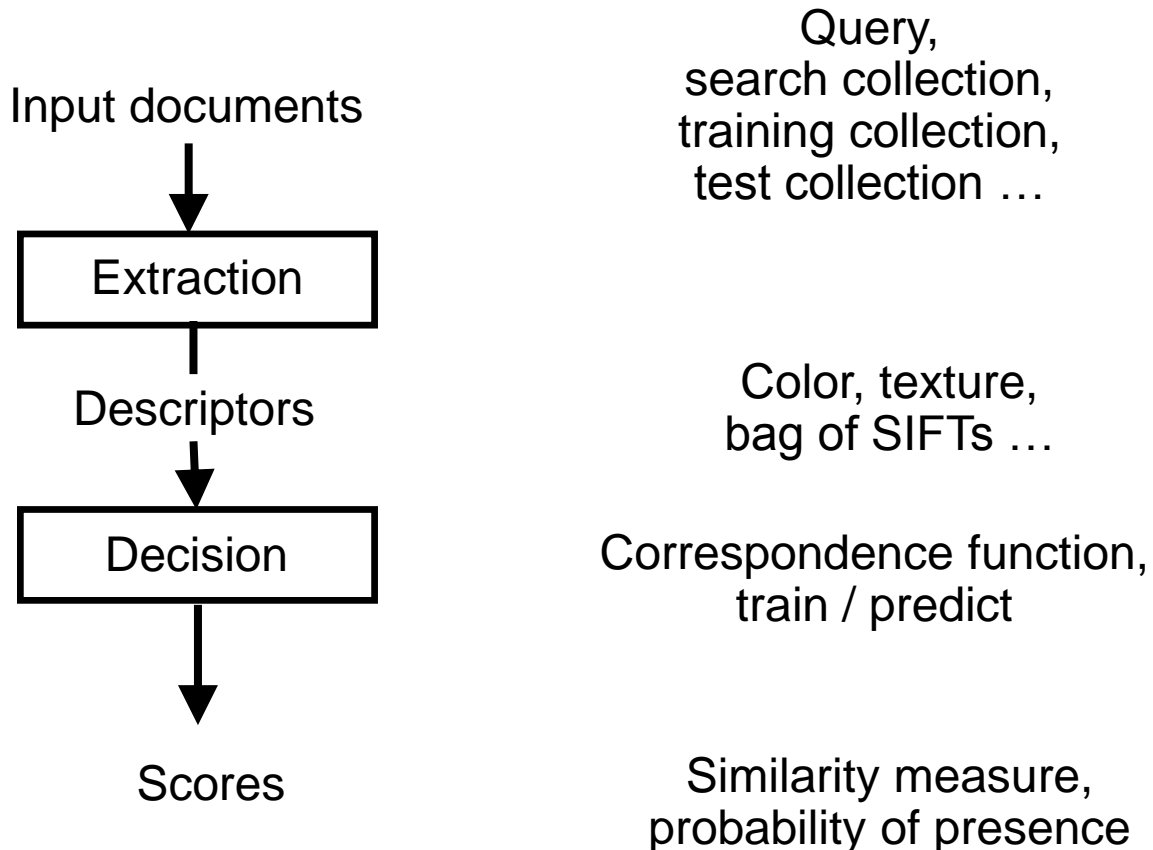 Query,
search collection,
training collection,
test collection …
Input documents
Extraction
Color, texture,
bag of SIFTs …
Descriptors
Correspondence function,
train / predict
Decision
Similarity measure,
probability of presence
Scores